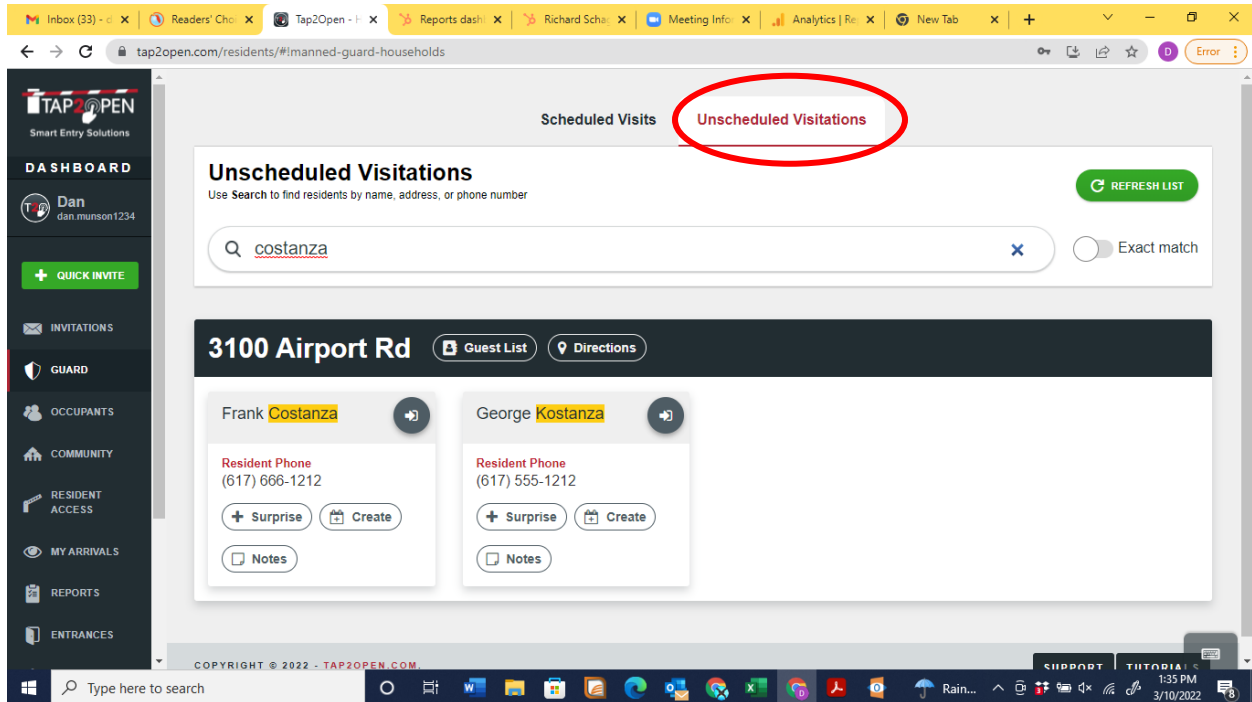 Inbox (33) - d
Readers' Cho
Tap2Open - H
Reports dashl
Richard Schag
Meeting Infor
Analytics | Rep
New Tab
tap2open.com/residents/#!manned-guard-households
D
Error
TAP2OPEN
Smart Entry Solutions
DASHBOARD
T2O
Dan
dan.munson1234
QUICK INVITE
INVITATIONS
GUARD
OCCUPANTS
COMMUNITY
RESIDENT
ACCESS
MY ARRIVALS
REPORTS
ENTRANCES
Scheduled Visits
Unscheduled Visitations
Unscheduled Visitations
Use Search to find residents by name, address, or phone number
REFRESH LIST
costanza
Exact match
3100 Airport Rd
Guest List
Directions
Frank Costanza
Resident Phone
(617) 666-1212
Surprise
Create
Notes
George Kostanza
Resident Phone
(617) 555-1212
Surprise
Create
Notes
COPYRIGHT © 2022 - TAP2OPEN.COM.
SUPPORT
TUTORIALS
Type here to search
Rain...
1:35 PM
3/10/2022
8